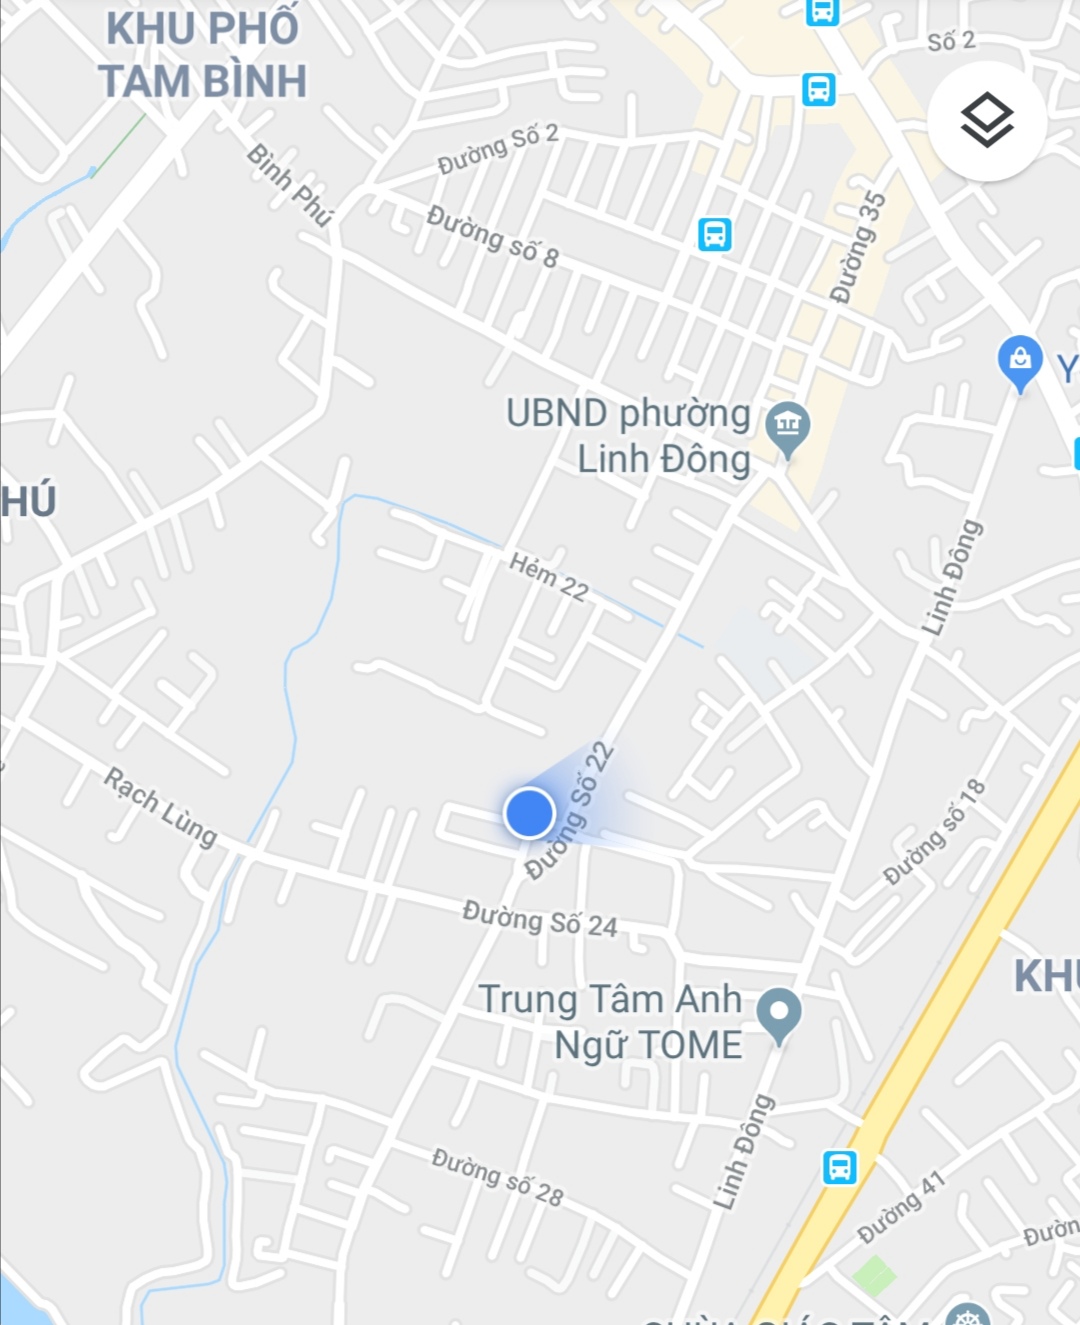 KHU PHỐ
TAM BÌNH
Số 2
Đường Số 2
Bình Phú
Đường số 8
Đường 35
Y
UBND phường
Linh Đông
HÚ
Linh Đông
Hẻm 22
Đường Số 22
Rạch Lùng
Đường số 18
Đường Số 24
KHU
Trung Tâm Anh
Ngữ TOME
Linh Đông
Đường số 28
Đường 41
Đườn